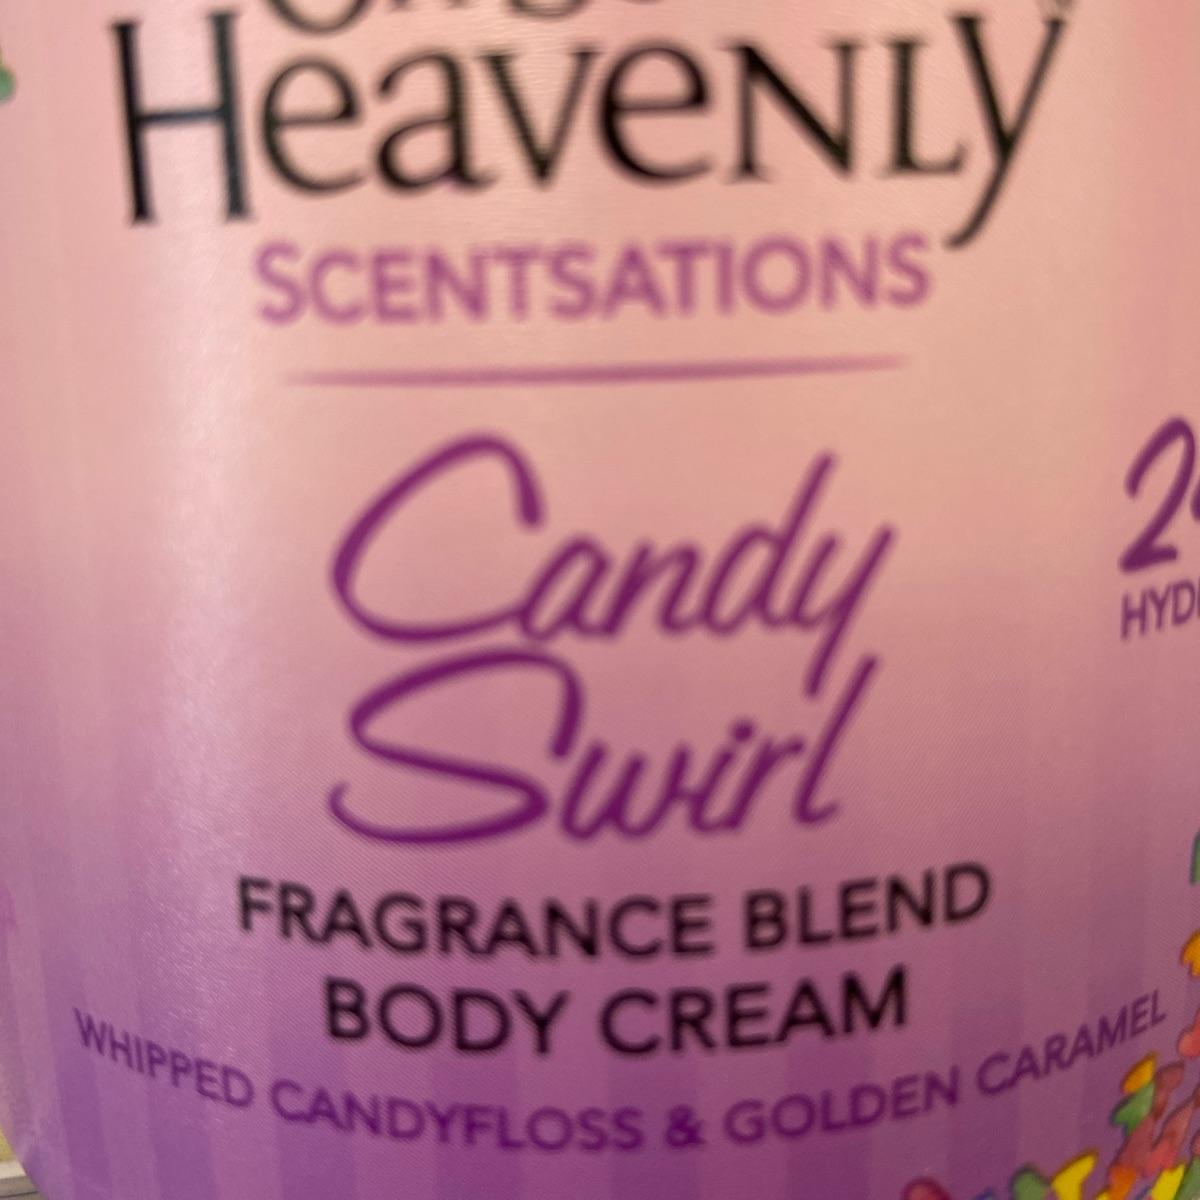 Heavenly
SCENTSATIONS
Candy
Swirl
FRAGRANCE BLEND
BODY CREAM
WHIPPED CANDYFLOSS & GOLDEN CARAMEL